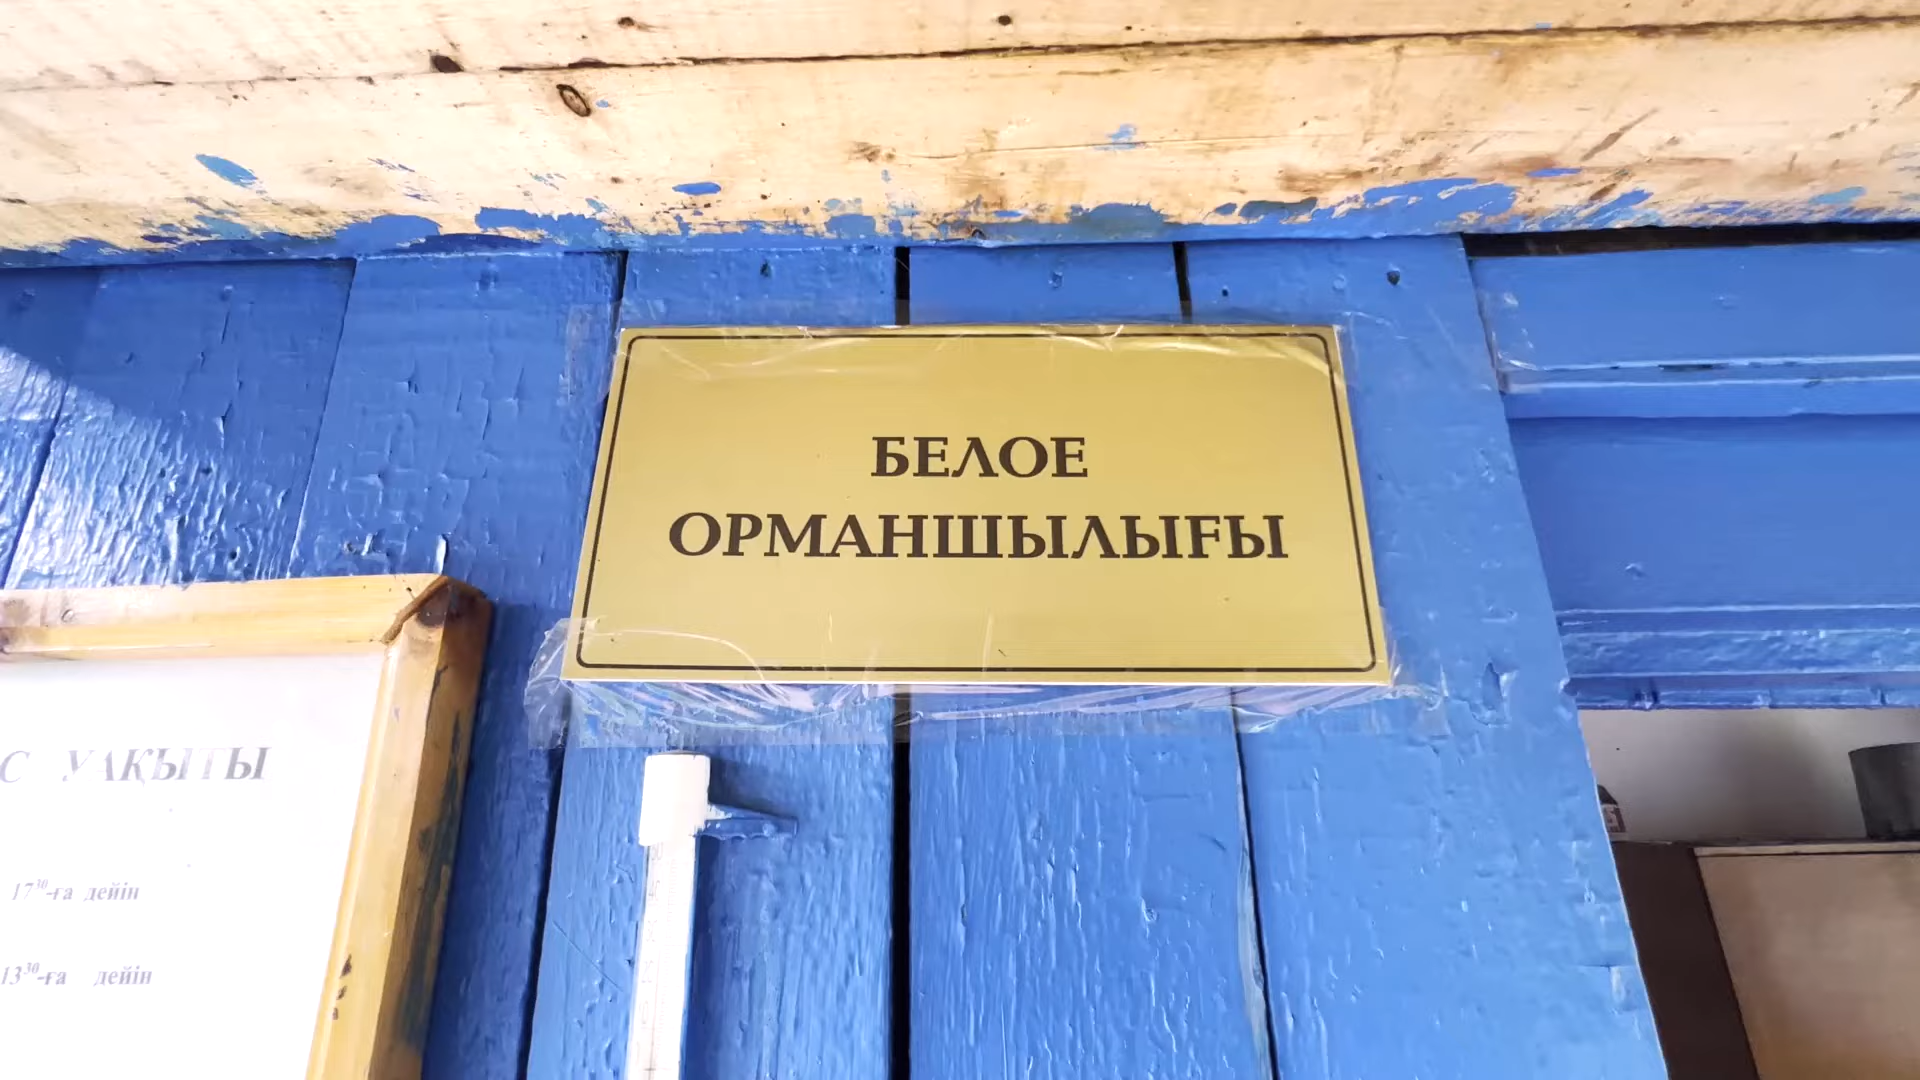 БЕЛОЕ
ОРМАНШЫЛЫҒЫ
С УАҚЫТЫ
17³⁰-ға дейін
13³⁰-ға дейін